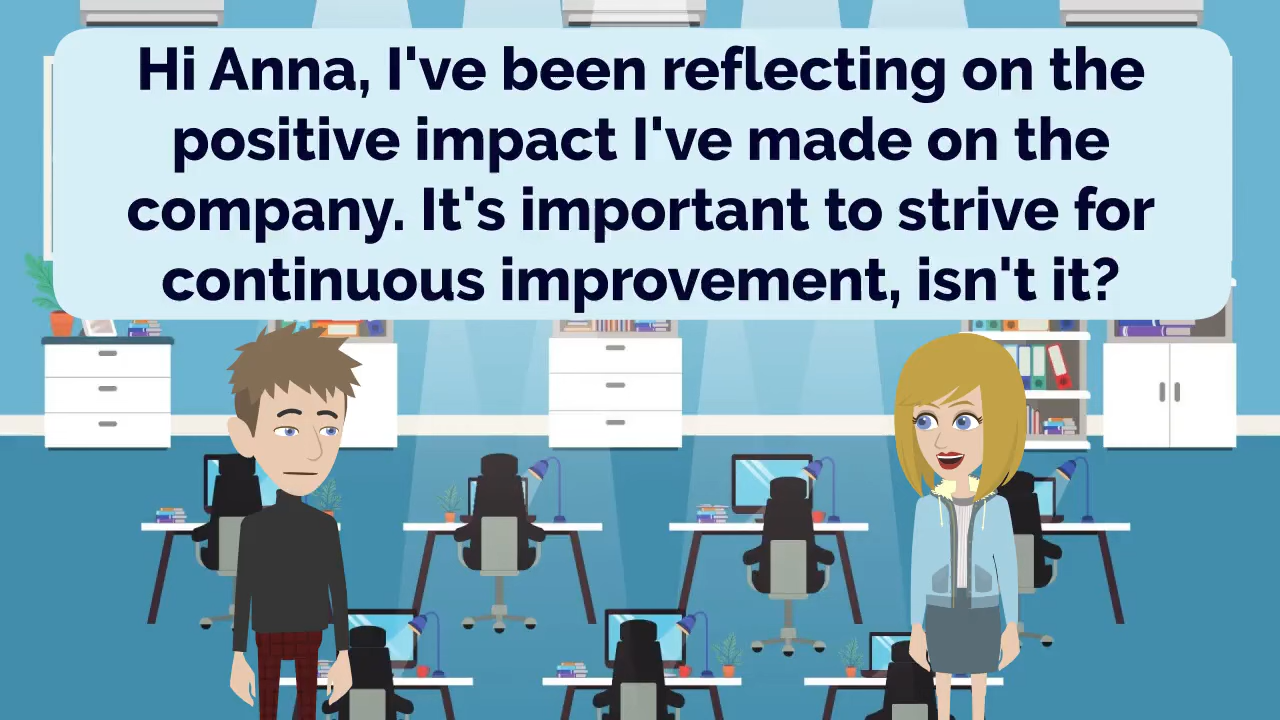 Hi Anna, I've been reflecting on the
positive impact I've made on the
company. It's important to strive for
continuous improvement, isn't it?